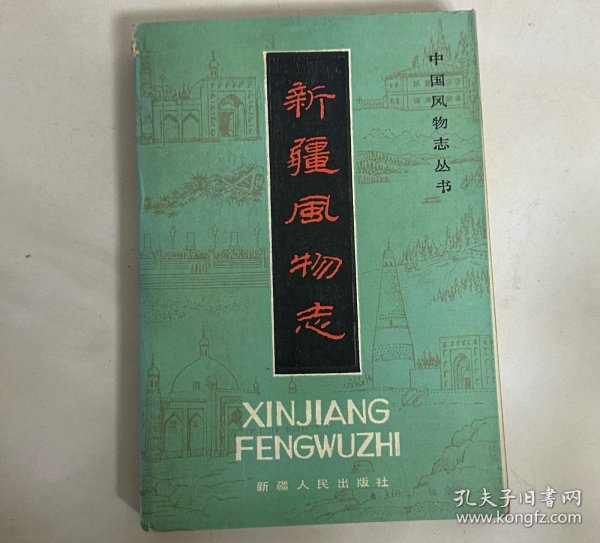 中国风物志丛书
新疆風物志
XINJIANG
FENGWUZHI
新疆人民出版社
孔夫子旧書网
www.kongfz.com